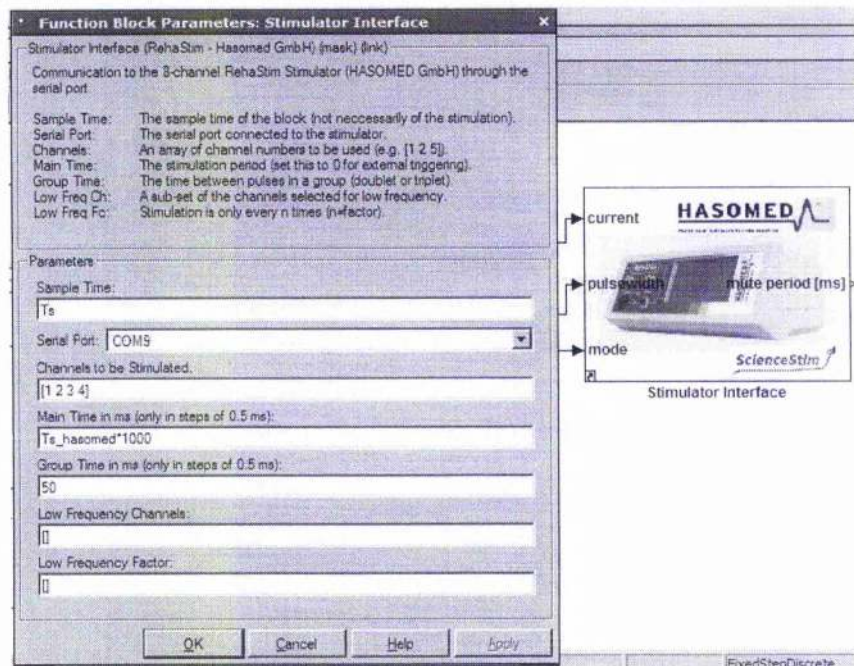 Function Block Parameters: Stimulator Interface
Stimulator Interface (RehaStim - Hasomed GmbH) (mask) (link)
Communication to the 8-channel RehaStim Stimulator (HASOMED GmbH) through the
serial port.
Sample Time: The sample time of the block (not neccessarily of the stimulation).
Serial Port: The serial port connected to the stimulator.
Channels: An array of channel numbers to be used (e.g. [1 2 5]).
Main Time: The stimulation period (set this to 0 for external triggering).
Group Time: The time between pulses in a group (doublet or triplet).
Low Freq Ch: A sub-set of the channels selected for low frequency.
Low Freq Fc: Stimulation is only every n times (n=factor).
Parameters
Sample Time:
Ts
Serial Port: COM9
Channels to be Stimulated.
[1 2 3 4]
Main Time in ms (only in steps of 0.5 ms):
Ts_hasomed*1000
Group Time in ms (only in steps of 0.5 ms):
50
Low Frequency Channels:
[]
Low Frequency Factor:
[]
OK Cancel Help Apply
current
HASOMED
pulsewidth
mute period [ms]
mode
ScienceStim
Stimulator Interface
FixedStepDiscrete